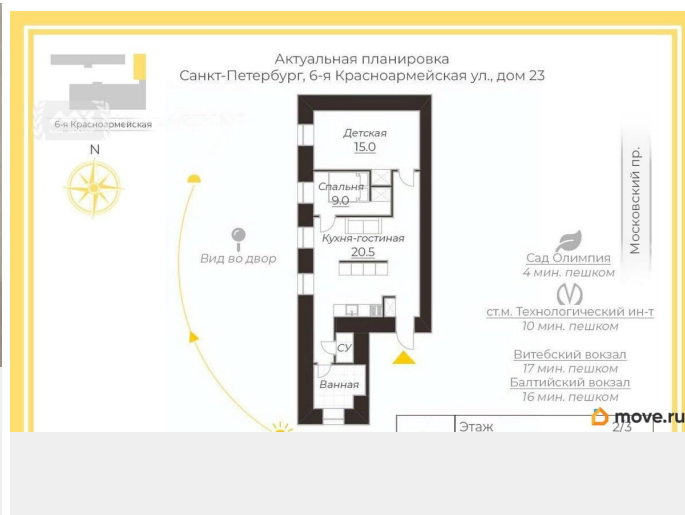 Актуальная планировка
Санкт-Петербург, 6-я Красноармейская ул., дом 23
6-я Красноармейская
N
Детская
15.0
Спальня
9.0
Кухня-гостиная
20.5
СУ
Ванная
Вид во двор
Московский пр.
Сад Олимпия
4 мин. пешком
ст.м. Технологический ин-т
10 мин. пешком
Витебский вокзал
17 мин. пешком
Балтийский вокзал
16 мин. пешком
Этаж
2/3
move.ru